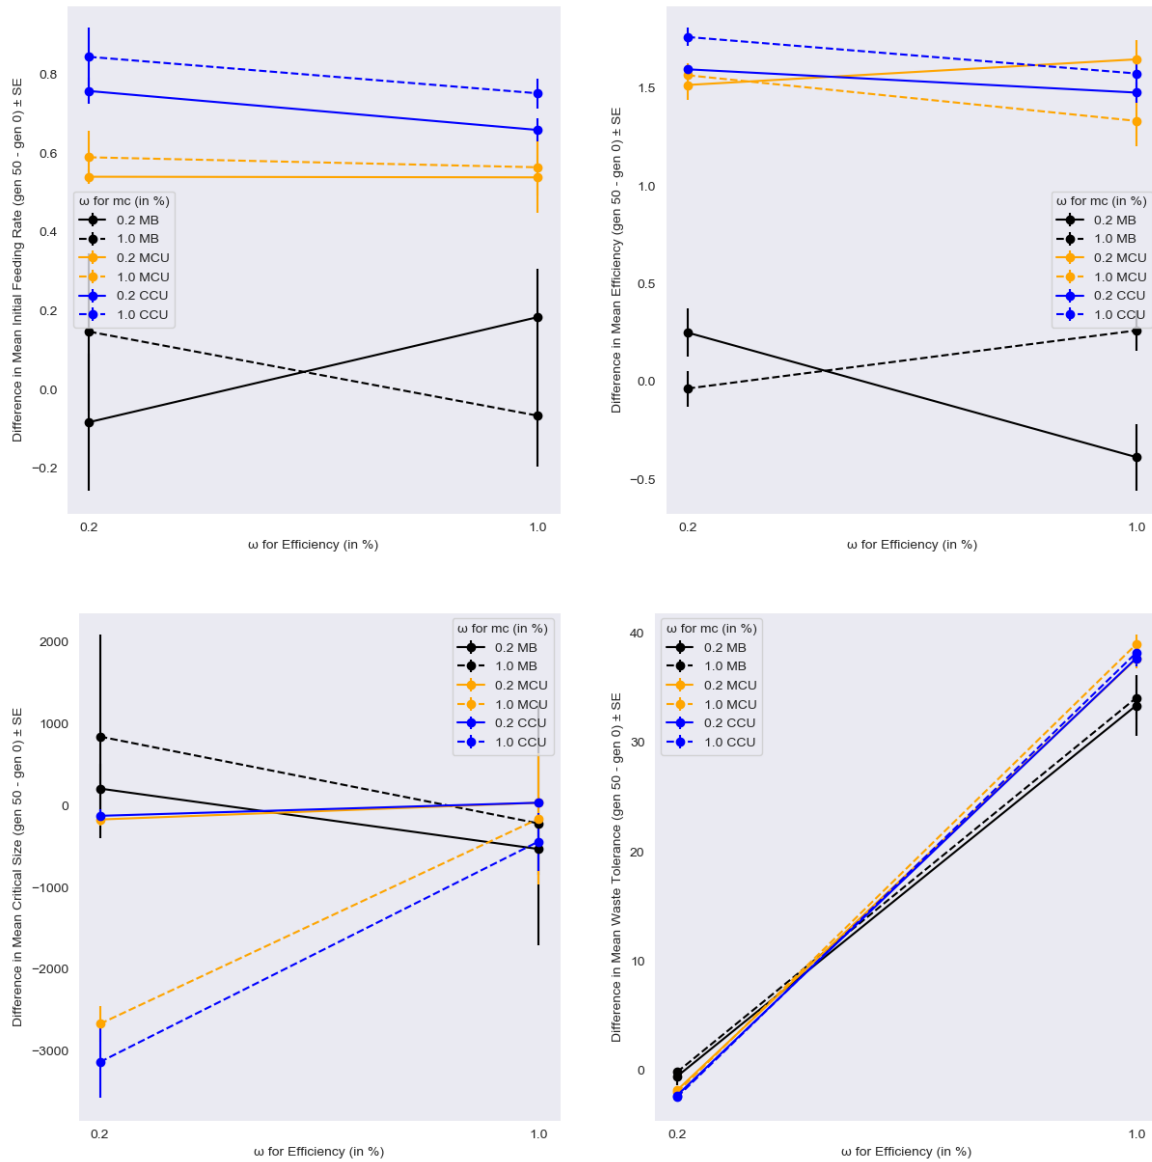 Difference in Mean Initial Feeding Rate (gen 50 - gen 0) ± SE
0.8
0.6
0.4
0.2
0.0
−0.2
ω for mc (in %)
0.2 MB
1.0 MB
0.2 MCU
1.0 MCU
0.2 CCU
1.0 CCU
0.2
1.0
ω for Efficiency (in %)
Difference in Mean Efficiency (gen 50 - gen 0) ± SE
1.5
1.0
0.5
0.0
−0.5
ω for mc (in %)
0.2 MB
1.0 MB
0.2 MCU
1.0 MCU
0.2 CCU
1.0 CCU
0.2
1.0
ω for Efficiency (in %)
Difference in Mean Critical Size (gen 50 - gen 0) ± SE
2000
1000
0
−1000
−2000
−3000
ω for mc (in %)
0.2 MB
1.0 MB
0.2 MCU
1.0 MCU
0.2 CCU
1.0 CCU
0.2
1.0
ω for Efficiency (in %)
Difference in Mean Waste Tolerance (gen 50 - gen 0) ± SE
40
30
20
10
0
ω for mc (in %)
0.2 MB
1.0 MB
0.2 MCU
1.0 MCU
0.2 CCU
1.0 CCU
0.2
1.0
ω for Efficiency (in %)